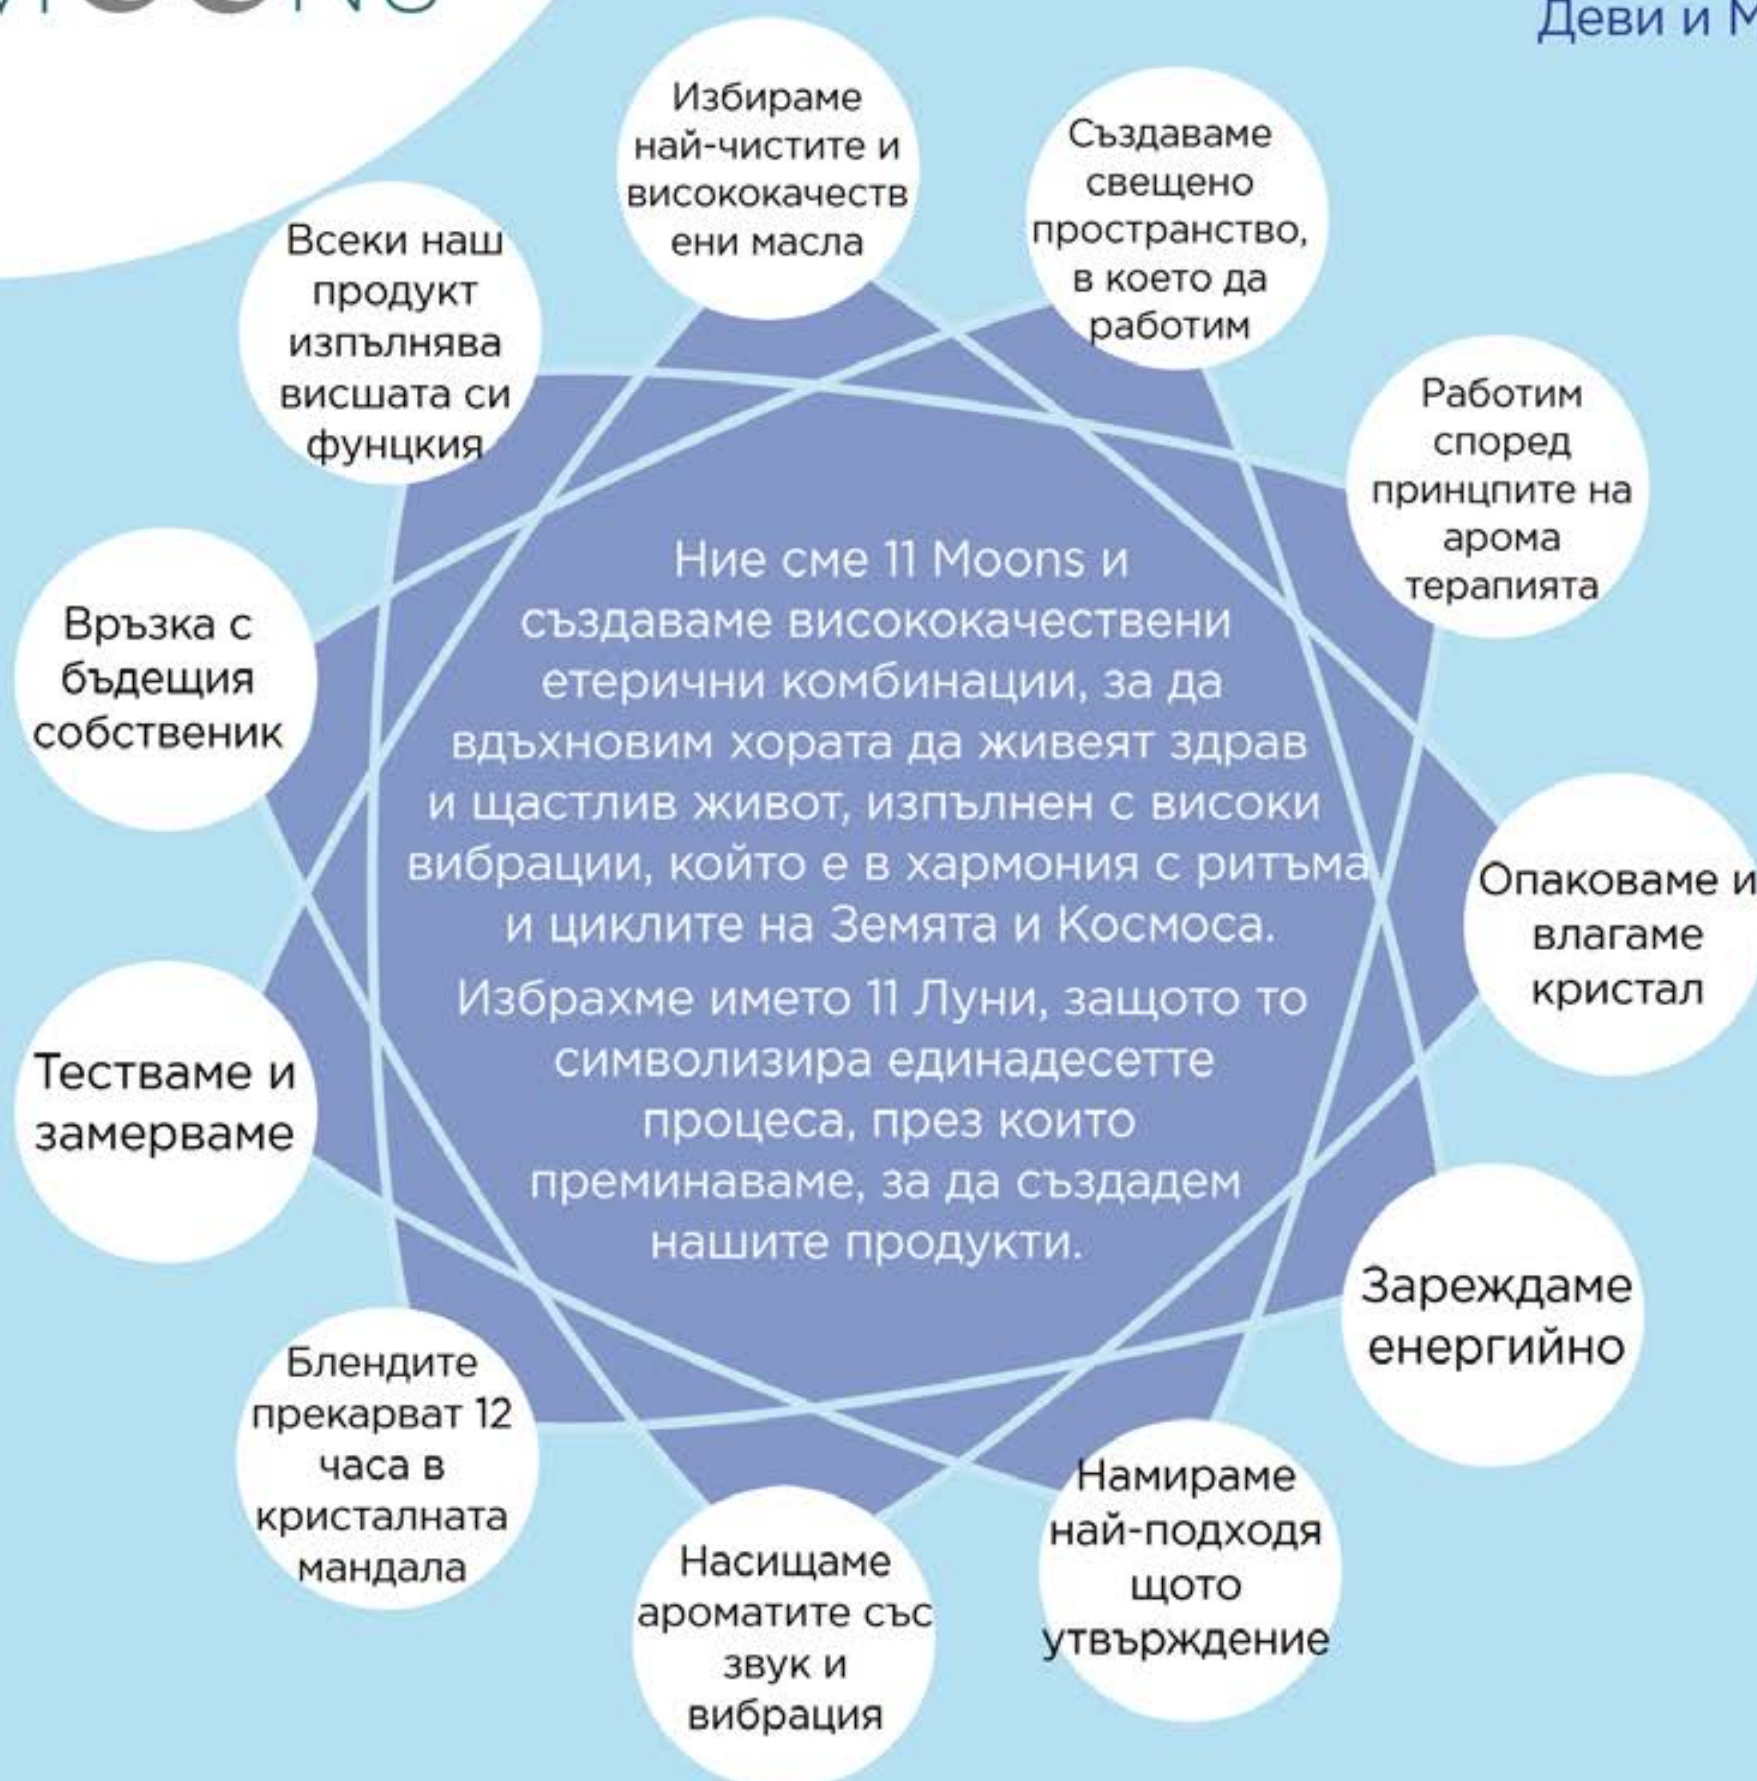 Деви и М
Избираме
най-чистите и
висококачеств
ени масла
Създаваме
свещено
пространство,
в което да
работим
Работим
според
принцпите на
арома
терапията
Опаковаме и
влагаме
кристал
Зареждаме
енергийно
Намираме
най-подходя
щото
утвърждение
Насищаме
ароматите със
звук и
вибрация
Блендите
прекарват 12
часа в
кристалната
мандала
Тестваме и
замерваме
Връзка с
бъдещия
собственик
Всеки наш
продукт
изпълнява
висшата си
фунцкия
Ние сме 11 Moons и
създаваме висококачествени
етерични комбинации, за да
вдъхновим хората да живеят здрав
и щастлив живот, изпълнен с високи
вибрации, който е в хармония с ритъма
и циклите на Земята и Космоса.
Избрахме името 11 Луни, защото то
символизира единадесетте
процеса, през които
преминаваме, за да създадем
нашите продукти.